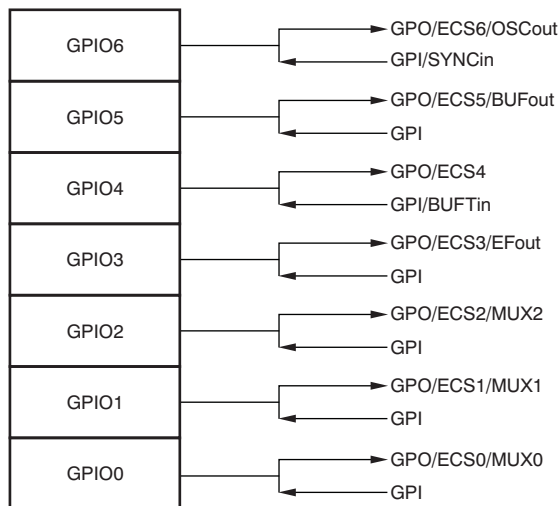 GPIO6
GPO/ECS6/OSCout
GPI/SYNCin
GPIO5
GPO/ECS5/BUFout
GPI
GPIO4
GPO/ECS4
GPI/BUFTin
GPIO3
GPO/ECS3/EFout
GPI
GPIO2
GPO/ECS2/MUX2
GPI
GPIO1
GPO/ECS1/MUX1
GPI
GPIO0
GPO/ECS0/MUX0
GPI